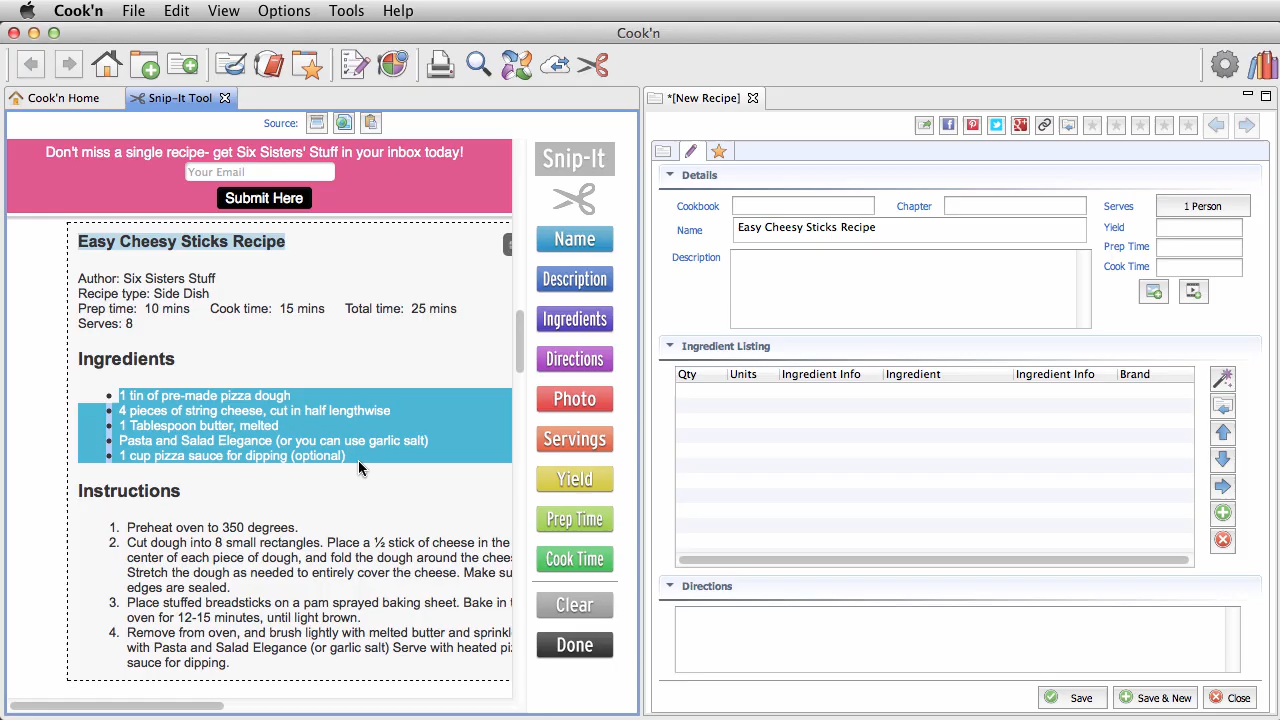 Cook'n File Edit View Options Tools Help
Cook'n
Cook'n Home
Snip-It Tool
*[New Recipe]
Source:
Don't miss a single recipe- get Six Sisters' Stuff in your inbox today!
Your Email
Submit Here
Easy Cheesy Sticks Recipe
Author: Six Sisters Stuff
Recipe type: Side Dish
Prep time: 10 mins Cook time: 15 mins Total time: 25 mins
Serves: 8
Ingredients
1 tin of pre-made pizza dough
4 pieces of string cheese, cut in half lengthwise
1 Tablespoon butter, melted
Pasta and Salad Elegance (or you can use garlic salt)
1 cup pizza sauce for dipping (optional)
Instructions
1. Preheat oven to 350 degrees.
2. Cut dough into 8 small rectangles. Place a ½ stick of cheese in the
center of each piece of dough, and fold the dough around the chee
Stretch the dough as needed to entirely cover the cheese. Make su
edges are sealed.
3. Place stuffed breadsticks on a pam sprayed baking sheet. Bake in t
oven for 12-15 minutes, until light brown.
4. Remove from oven, and brush lightly with melted butter and sprinkl
with Pasta and Salad Elegance (or garlic salt) Serve with heated piz
sauce for dipping.
Snip-It
Name
Description
Ingredients
Directions
Photo
Servings
Yield
Prep Time
Cook Time
Clear
Done
Details
Cookbook
Chapter
Serves
1 Person
Name
Easy Cheesy Sticks Recipe
Yield
Description
Prep Time
Cook Time
Ingredient Listing
Qty Units Ingredient Info Ingredient Ingredient Info Brand
Directions
Save
Save & New
Close